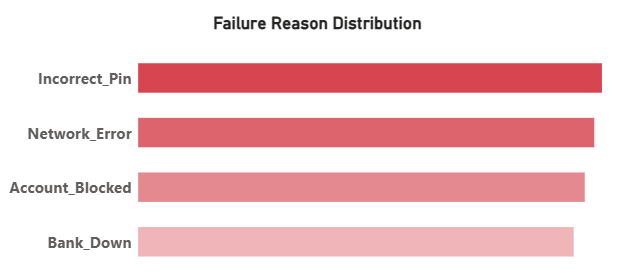 Failure Reason Distribution
Incorrect_Pin
Network_Error
Account_Blocked
Bank_Down